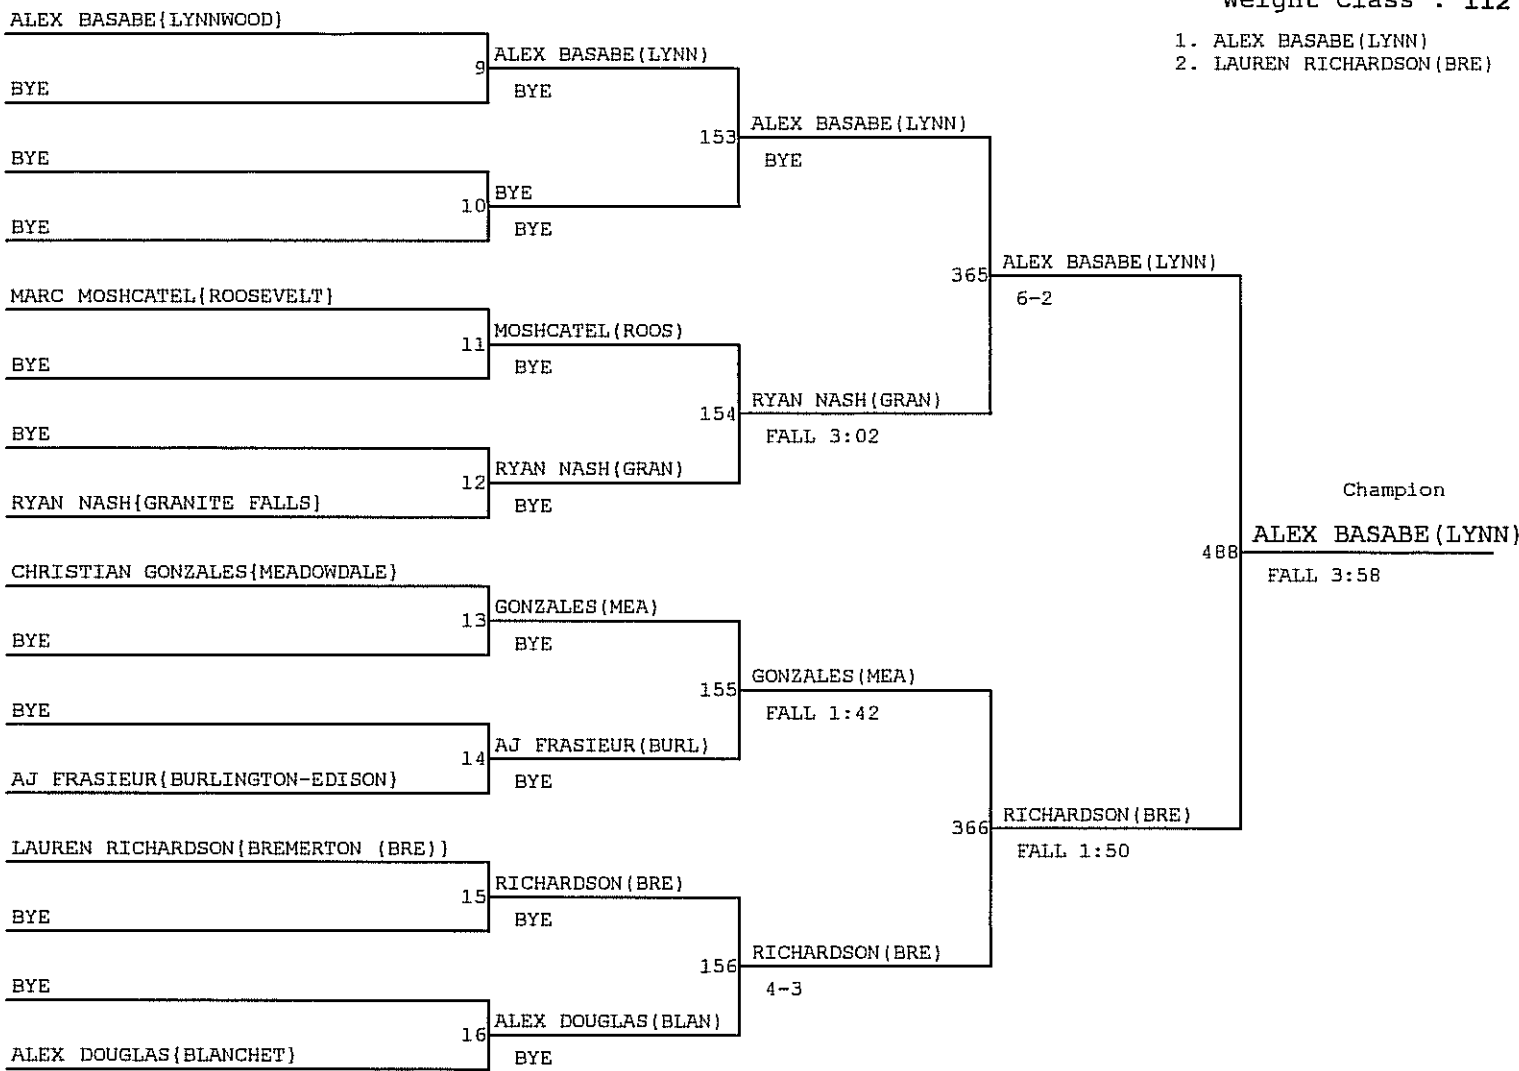 Weight Class : 112
1. ALEX BASABE(LYNN)
2. LAUREN RICHARDSON(BRE)
ALEX BASABE{LYNNWOOD}
9
ALEX BASABE(LYNN)
BYE
BYE
153
ALEX BASABE(LYNN)
BYE
BYE
10
BYE
BYE
BYE
365
ALEX BASABE(LYNN)
6-2
MARC MOSHCATEL{ROOSEVELT}
11
MOSHCATEL(ROOS)
BYE
BYE
154
RYAN NASH(GRAN)
FALL 3:02
BYE
12
RYAN NASH(GRAN)
BYE
RYAN NASH{GRANITE FALLS}
Champion
488
ALEX BASABE(LYNN)
FALL 3:58
CHRISTIAN GONZALES{MEADOWDALE}
13
GONZALES(MEA)
BYE
BYE
155
GONZALES(MEA)
FALL 1:42
BYE
14
AJ FRASIEUR(BURL)
BYE
AJ FRASIEUR{BURLINGTON-EDISON}
366
RICHARDSON(BRE)
FALL 1:50
LAUREN RICHARDSON{BREMERTON (BRE)}
15
RICHARDSON(BRE)
BYE
BYE
156
RICHARDSON(BRE)
4-3
BYE
16
ALEX DOUGLAS(BLAN)
BYE
ALEX DOUGLAS{BLANCHET}